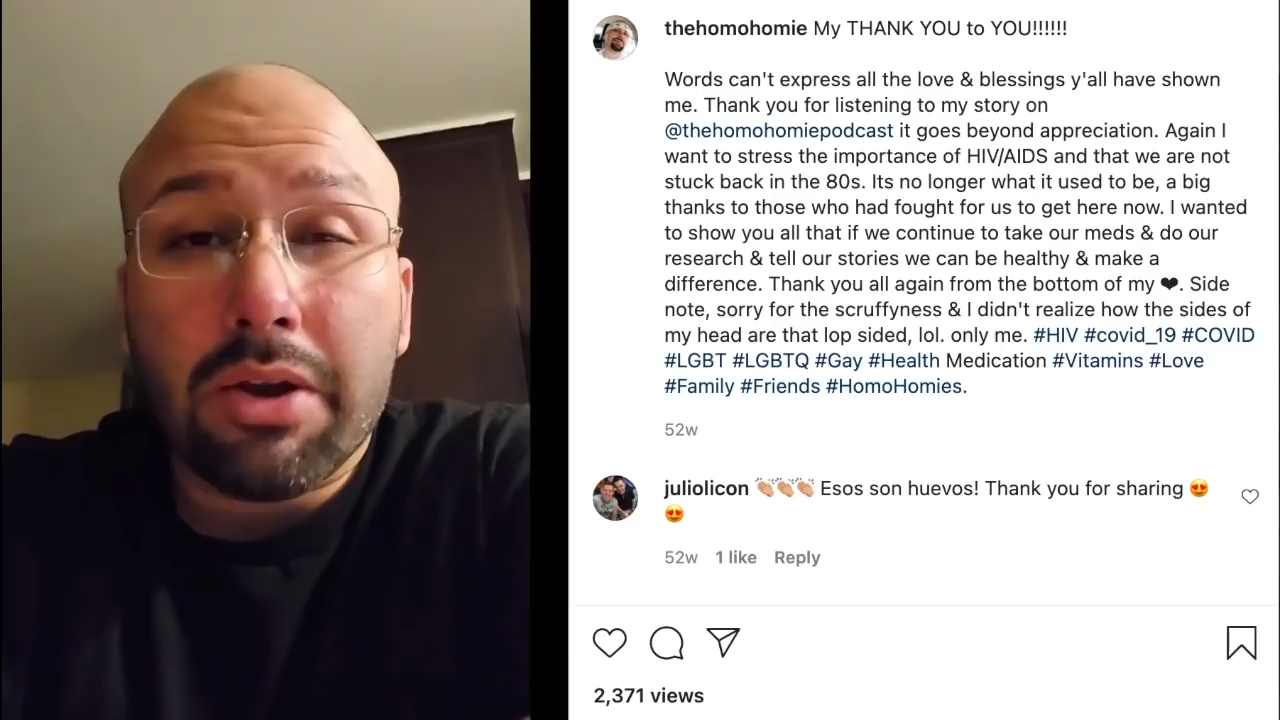 thehomohomie My THANK YOU to YOU!!!!!!
Words can't express all the love & blessings y'all have shown
me. Thank you for listening to my story on
@thehomohomiepodcast it goes beyond appreciation. Again I
want to stress the importance of HIV/AIDS and that we are not
stuck back in the 80s. Its no longer what it used to be, a big
thanks to those who had fought for us to get here now. I wanted
to show you all that if we continue to take our meds & do our
research & tell our stories we can be healthy & make a
difference. Thank you all again from the bottom of my ❤. Side
note, sorry for the scruffyness & I didn't realize how the sides of
my head are that lop sided, lol. only me. #HIV #covid_19 #COVID
#LGBT #LGBTQ #Gay #Health Medication #Vitamins #Love
#Family #Friends #HomoHomies.
52w
juliolicon 👏🏼👏🏼👏🏼 Esos son huevos! Thank you for sharing 😍
😍
52w 1 like Reply
2,371 views